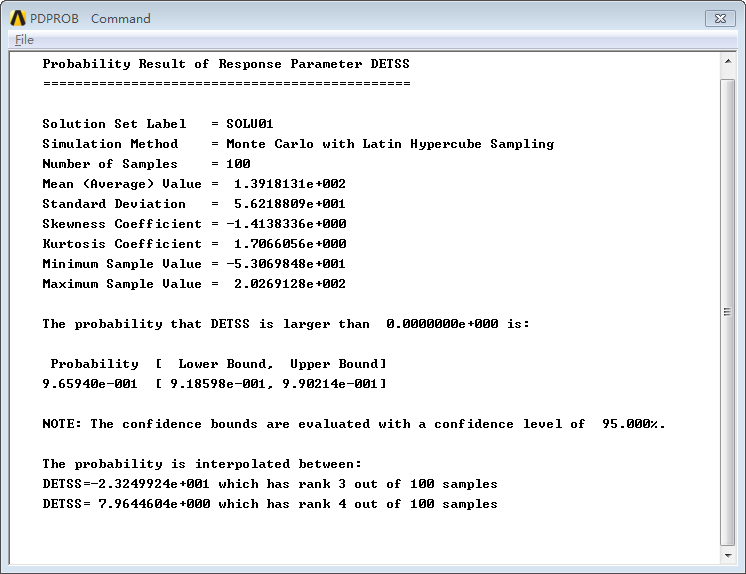 PDPROB Command
File
Probability Result of Response Parameter DETSS
==============================================
Solution Set Label = SOLU01
Simulation Method = Monte Carlo with Latin Hypercube Sampling
Number of Samples = 100
Mean (Average) Value = 1.3918131e+002
Standard Deviation = 5.6218809e+001
Skewness Coefficient = -1.4138336e+000
Kurtosis Coefficient = 1.7066056e+000
Minimum Sample Value = -5.3069848e+001
Maximum Sample Value = 2.0269128e+002
The probability that DETSS is larger than 0.0000000e+000 is:
Probability [ Lower Bound, Upper Bound]
9.65940e-001 [ 9.18598e-001, 9.90214e-001]
NOTE: The confidence bounds are evaluated with a confidence level of 95.000%.
The probability is interpolated between:
DETSS=-2.3249924e+001 which has rank 3 out of 100 samples
DETSS= 7.9644604e+000 which has rank 4 out of 100 samples